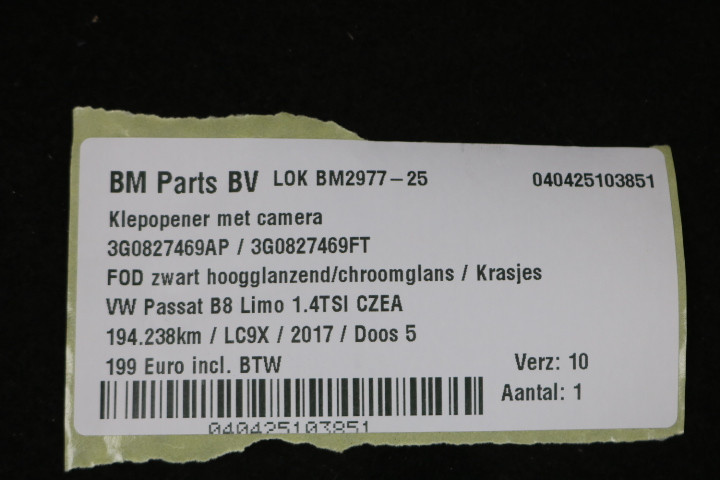 BM Parts BV LOK BM2977-25 040425103851
Klepopener met camera
3G0827469AP / 3G0827469FT
FOD zwart hoogglanzend/chroomglans / Krasjes
VW Passat B8 Limo 1.4TSI CZEA
194.238km / LC9X / 2017 / Doos 5
199 Euro incl. BTW Verz: 10
Aantal: 1
040425103851